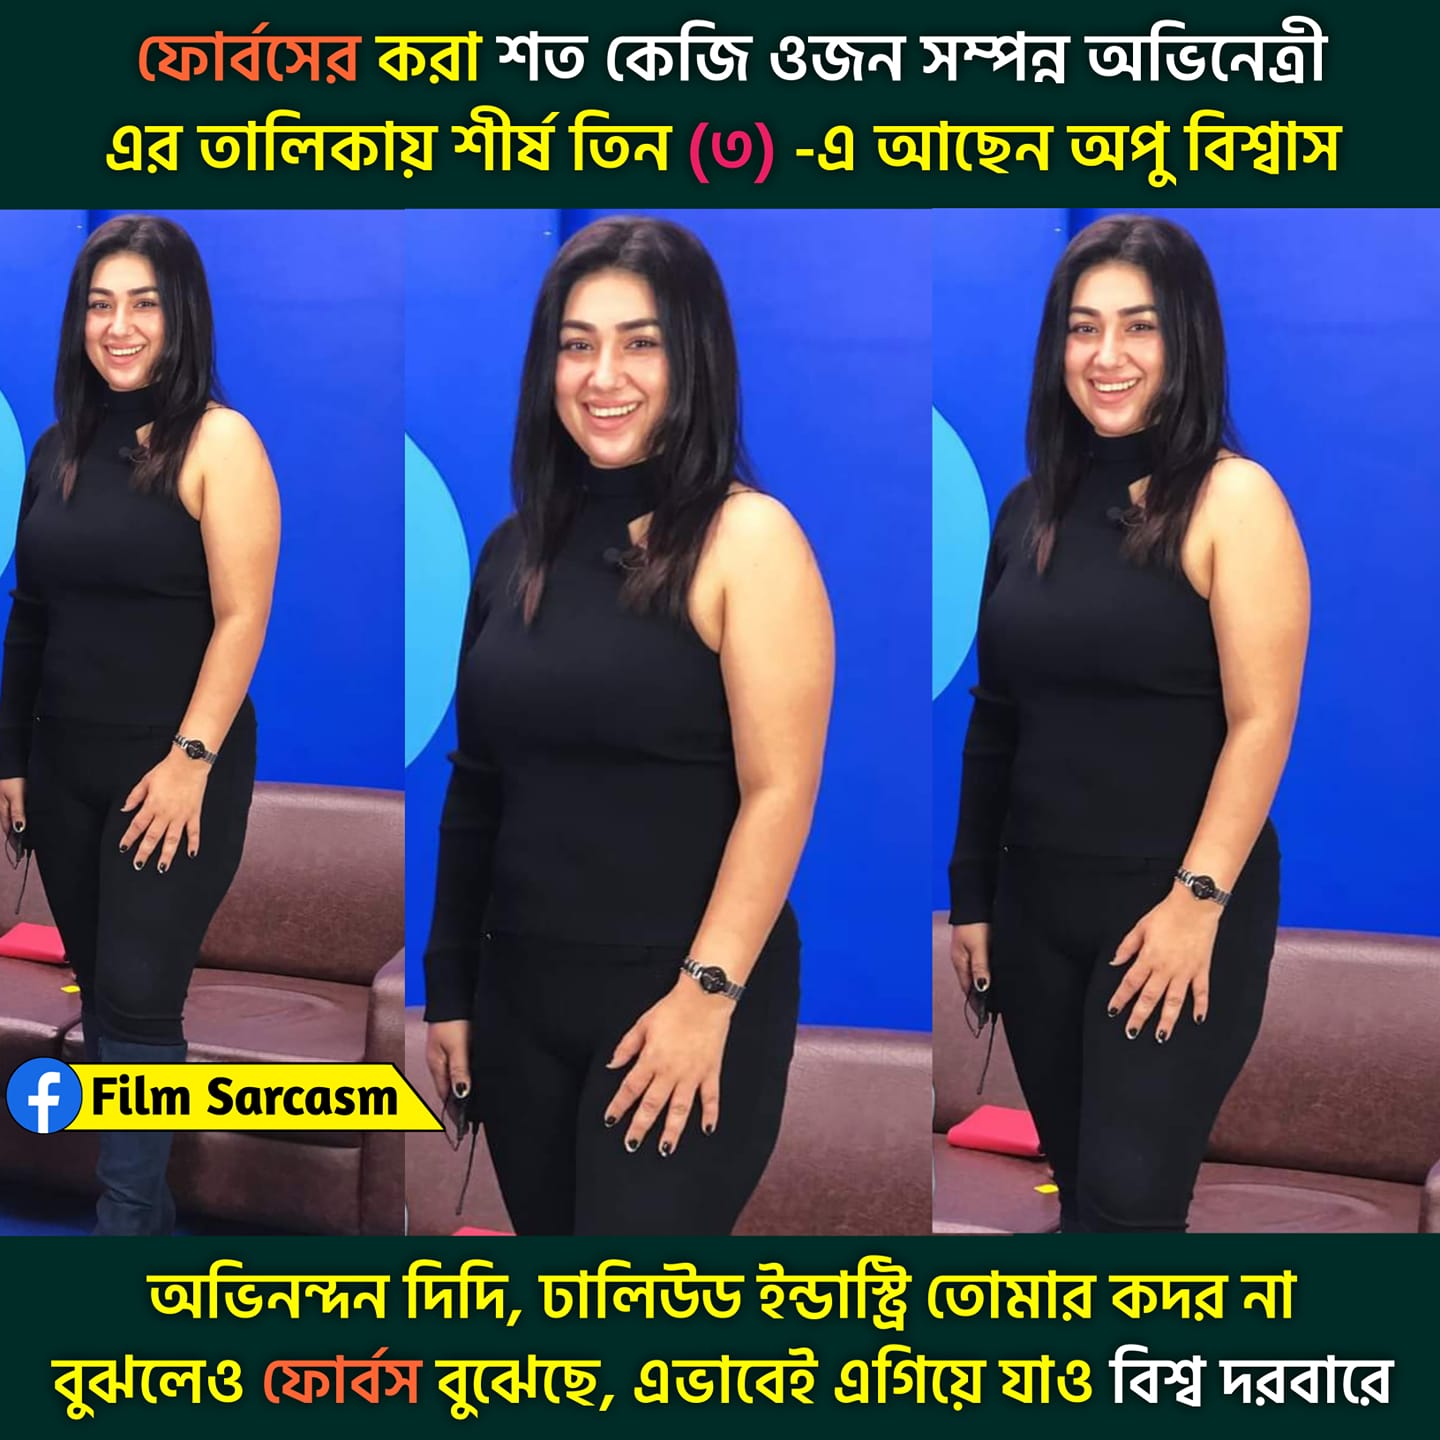 ফোর্বসের করা শত কেজি ওজন সম্পন্ন অভিনেত্রী
এর তালিকায় শীর্ষ তিন (৩) -এ আছেন অপু বিশ্বাস
Film Sarcasm
অভিনন্দন দিদি, ঢালিউড ইন্ডাস্ট্রি তোমার কদর না
বুঝলেও ফোর্বস বুঝেছে, এভাবেই এগিয়ে যাও বিশ্ব দরবারে